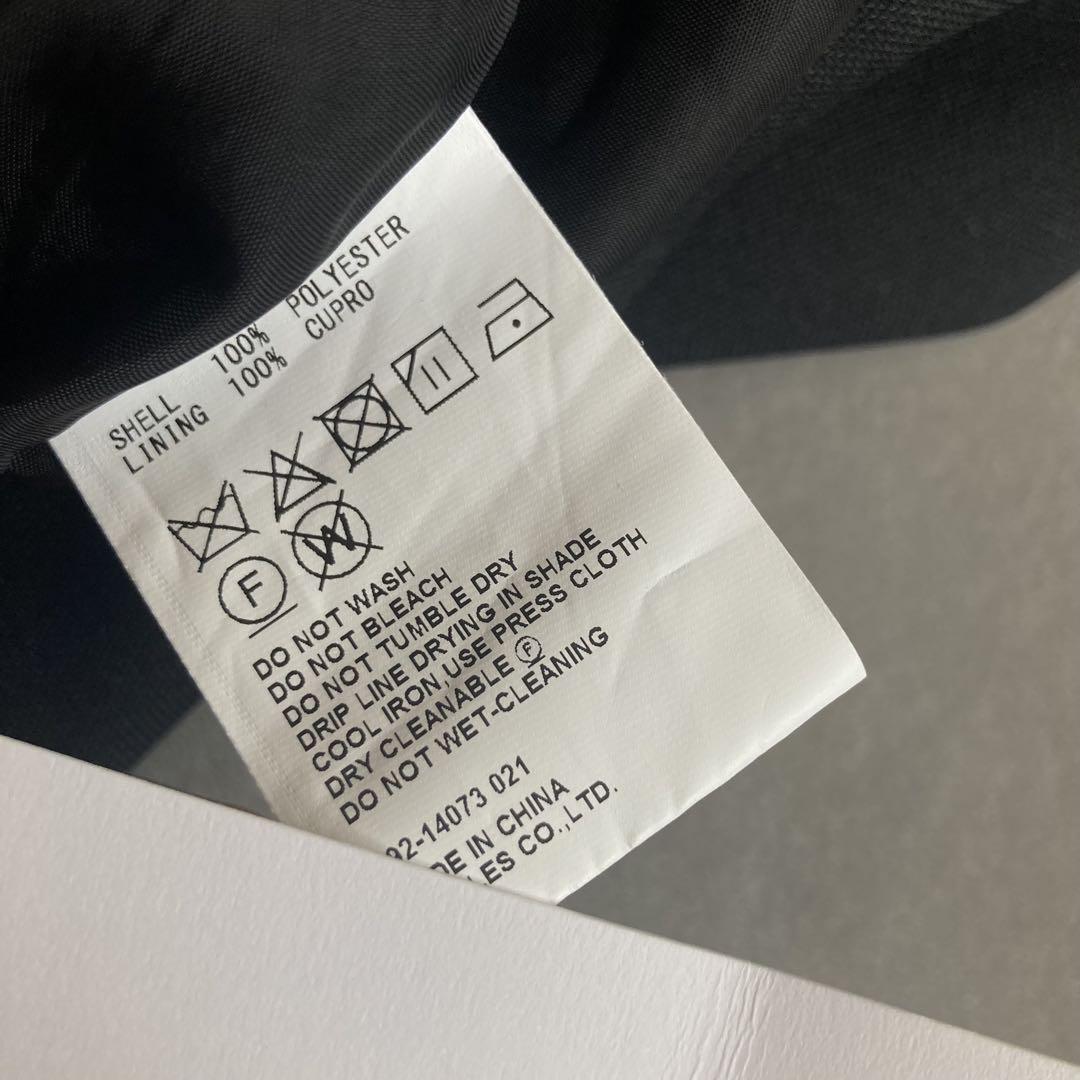 SHELL 100% POLYESTER
LINING 100% CUPRO
F W
DO NOT WASH
DO NOT BLEACH
DO NOT TUMBLE DRY
DRIP LINE DRYING IN SHADE
COOL IRON,USE PRESS CLOTH
DRY CLEANABLE Ⓕ
DO NOT WET-CLEANING
92-14073 021
DE IN CHINA
LES CO.,LTD.